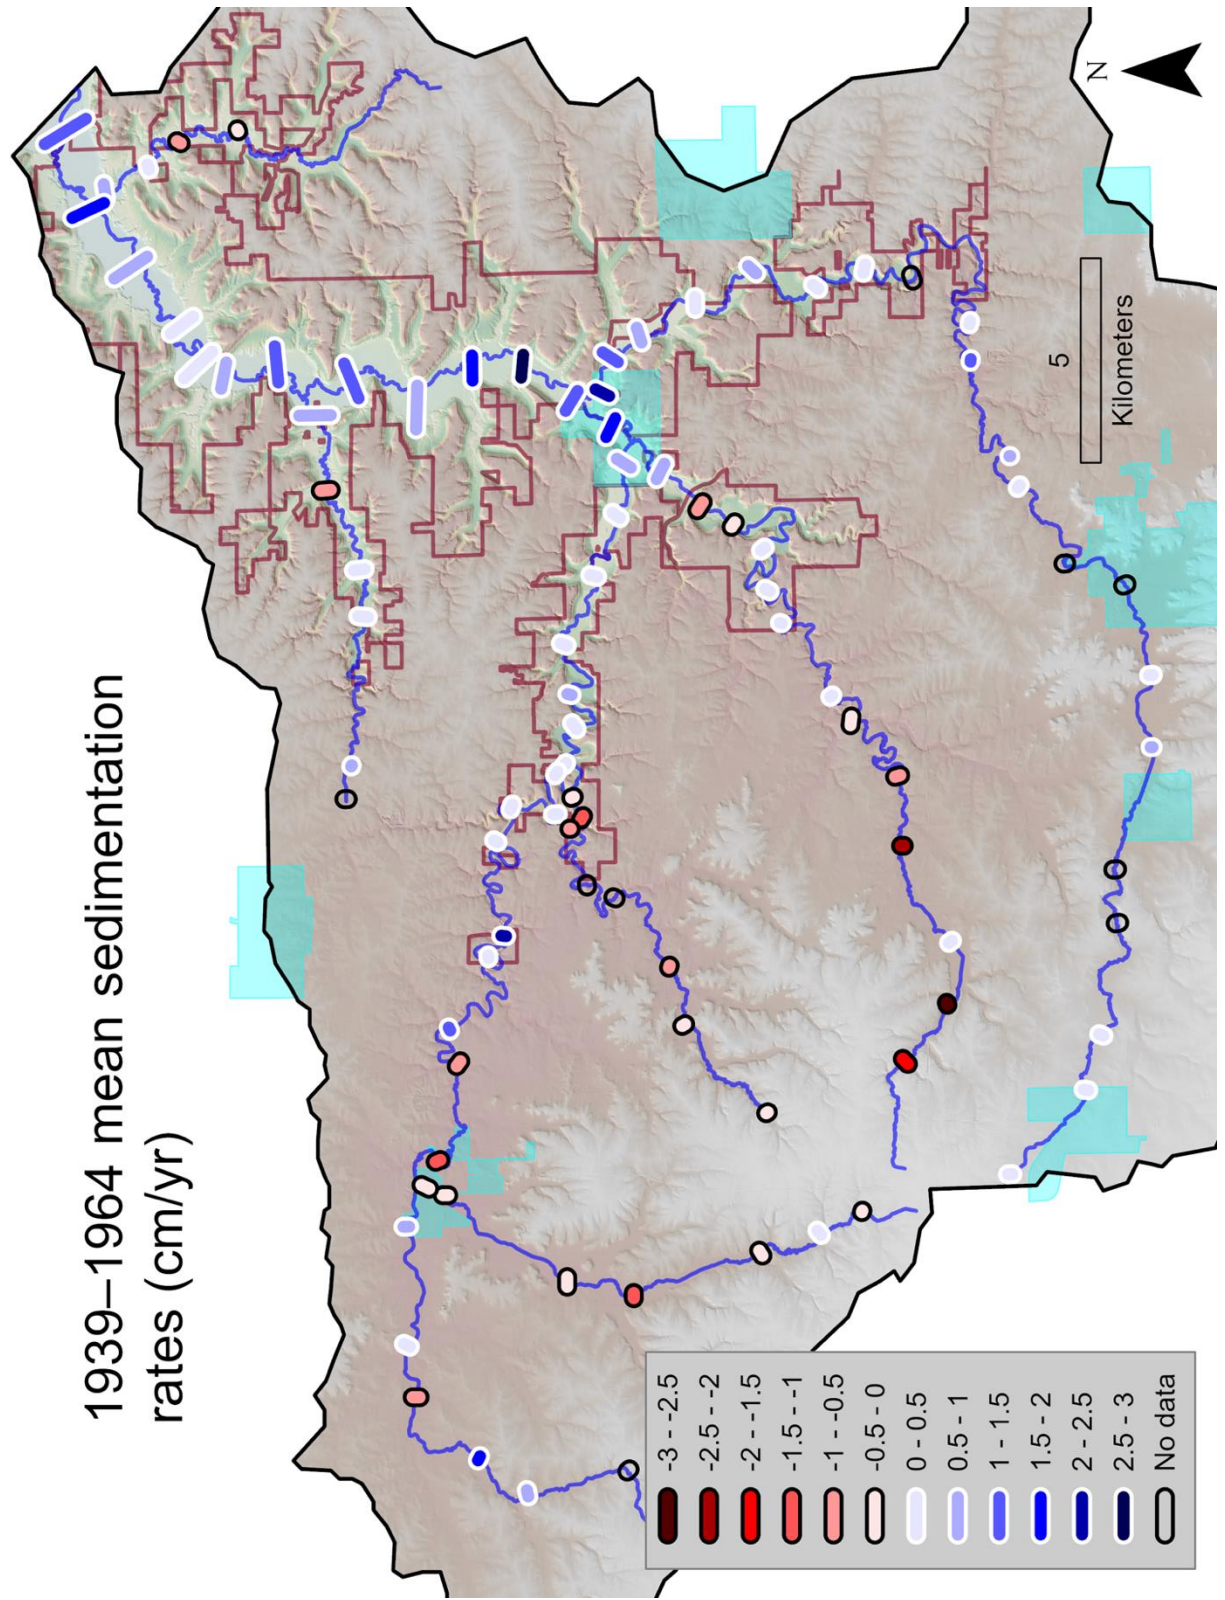 1939–1964 mean sedimentation
rates (cm/yr)
N
5
Kilometers
-3 - -2.5
-2.5 - -2
-2 - -1.5
-1.5 - -1
-1 - -0.5
-0.5 - 0
0 - 0.5
0.5 - 1
1 - 1.5
1.5 - 2
2 - 2.5
2.5 - 3
No data